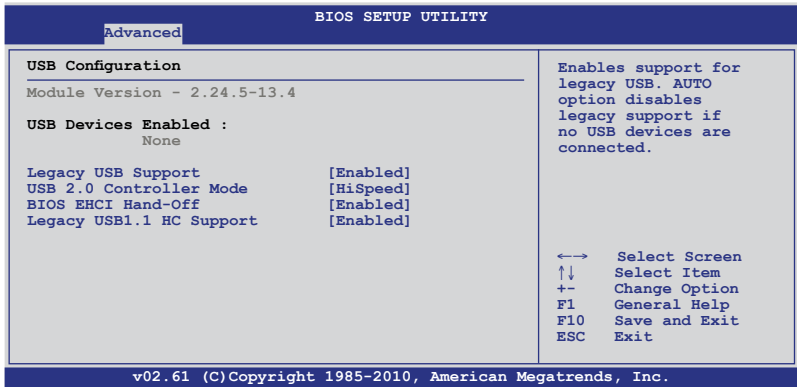 BIOS SETUP UTILITY
Advanced
USB Configuration
Module Version - 2.24.5-13.4
USB Devices Enabled :
None
Legacy USB Support [Enabled]
USB 2.0 Controller Mode [HiSpeed]
BIOS EHCI Hand-Off [Enabled]
Legacy USB1.1 HC Support [Enabled]
Enables support for
legacy USB. AUTO
option disables
legacy support if
no USB devices are
connected.
←→ Select Screen
↑↓ Select Item
+- Change Option
F1 General Help
F10 Save and Exit
ESC Exit
v02.61 (C)Copyright 1985-2010, American Megatrends, Inc.